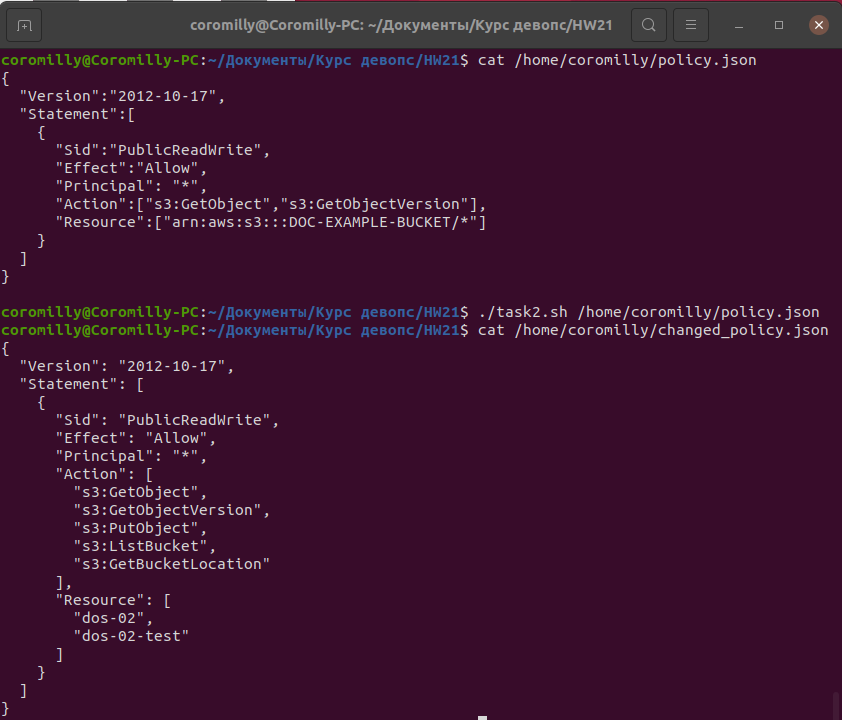 coromilly@Coromilly-PC: ~/Документы/Курс девопс/HW21
coromilly@Coromilly-PC:~/Документы/Курс девопс/HW21$ cat /home/coromilly/policy.json
{
  "Version":"2012-10-17",
  "Statement":[
    {
      "Sid":"PublicReadWrite",
      "Effect":"Allow",
      "Principal": "*",
      "Action":["s3:GetObject","s3:GetObjectVersion"],
      "Resource":["arn:aws:s3:::DOC-EXAMPLE-BUCKET/*"]
    }
  ]
}
coromilly@Coromilly-PC:~/Документы/Курс девопс/HW21$ ./task2.sh /home/coromilly/policy.json
coromilly@Coromilly-PC:~/Документы/Курс девопс/HW21$ cat /home/coromilly/changed_policy.json
{
  "Version": "2012-10-17",
  "Statement": [
    {
      "Sid": "PublicReadWrite",
      "Effect": "Allow",
      "Principal": "*",
      "Action": [
        "s3:GetObject",
        "s3:GetObjectVersion",
        "s3:PutObject",
        "s3:ListBucket",
        "s3:GetBucketLocation"
      ],
      "Resource": [
        "dos-02",
        "dos-02-test"
      ]
    }
  ]
}